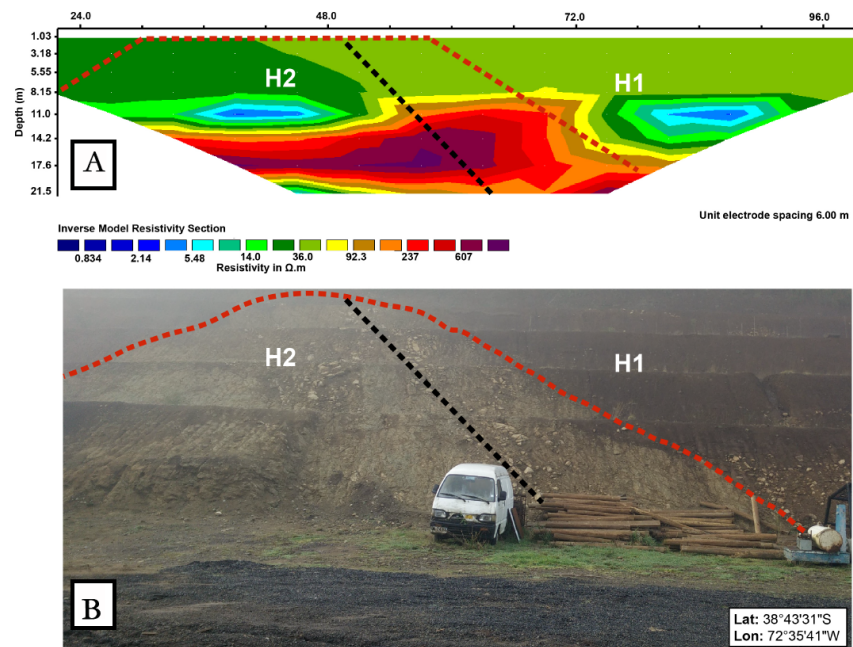 24.0 48.0 72.0 96.0
1.03
3.18
5.55
8.15
11.0
14.2
17.6
21.5
Depth (m)
H2
H1
A
Unit electrode spacing 6.00 m
Inverse Model Resistivity Section
0.834 2.14 5.48 14.0 36.0 92.3 237 607
Resistivity in Ω.m
H2
H1
B
Lat: 38°43'31"S
Lon: 72°35'41"W